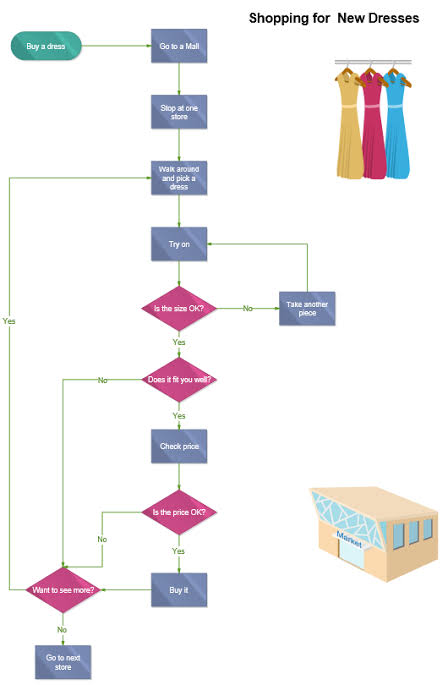 Shopping for New Dresses
Buy a dress
Go to a Mall
Stop at one
store
Walk around
and pick a
dress
Try on
Is the size OK?
No
Take another
piece
Yes
Yes
Does it fit you well?
No
Yes
Check price
Is the price OK?
No
Yes
Market
Want to see more?
Buy it
No
Go to next
store